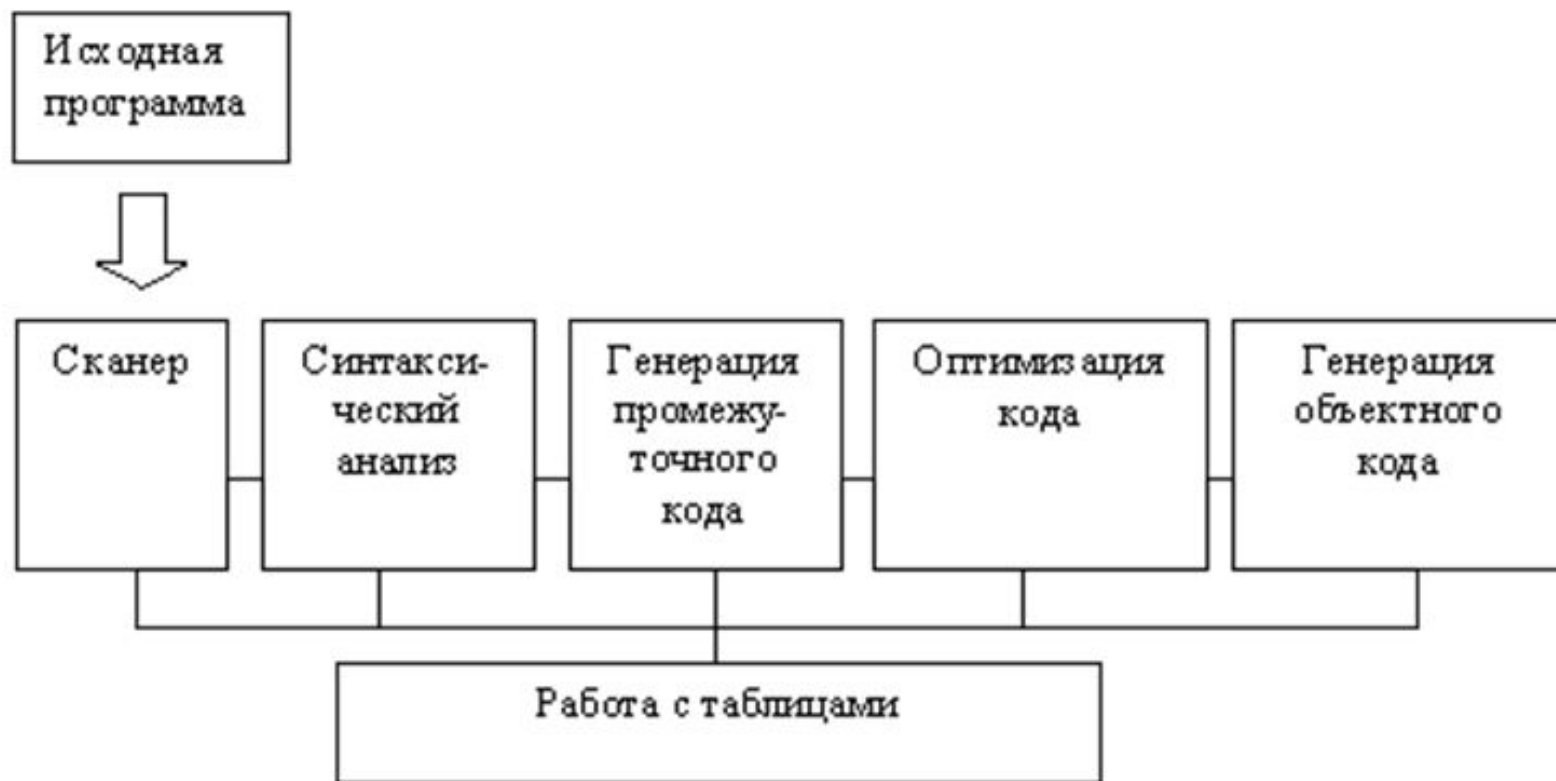 Исходная
программа
Сканер
Синтакси-
ческий
анализ
Генерация
промежу-
точного
кода
Оптимизация
кода
Генерация
объектного
кода
Работа с таблицами